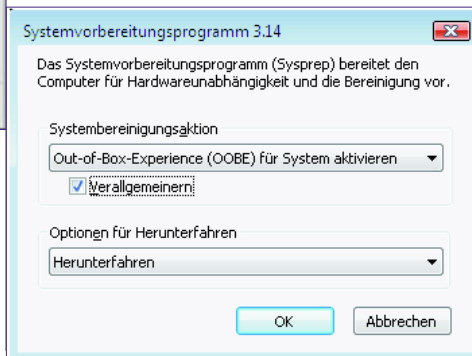 Systemvorbereitungsprogramm 3.14
Das Systemvorbereitungsprogramm (Sysprep) bereitet den
Computer für Hardwareunabhängigkeit und die Bereinigung vor.
Systembereinigungsaktion
Out-of-Box-Experience (OOBE) für System aktivieren
Verallgemeinern
Optionen für Herunterfahren
Herunterfahren
OK
Abbrechen